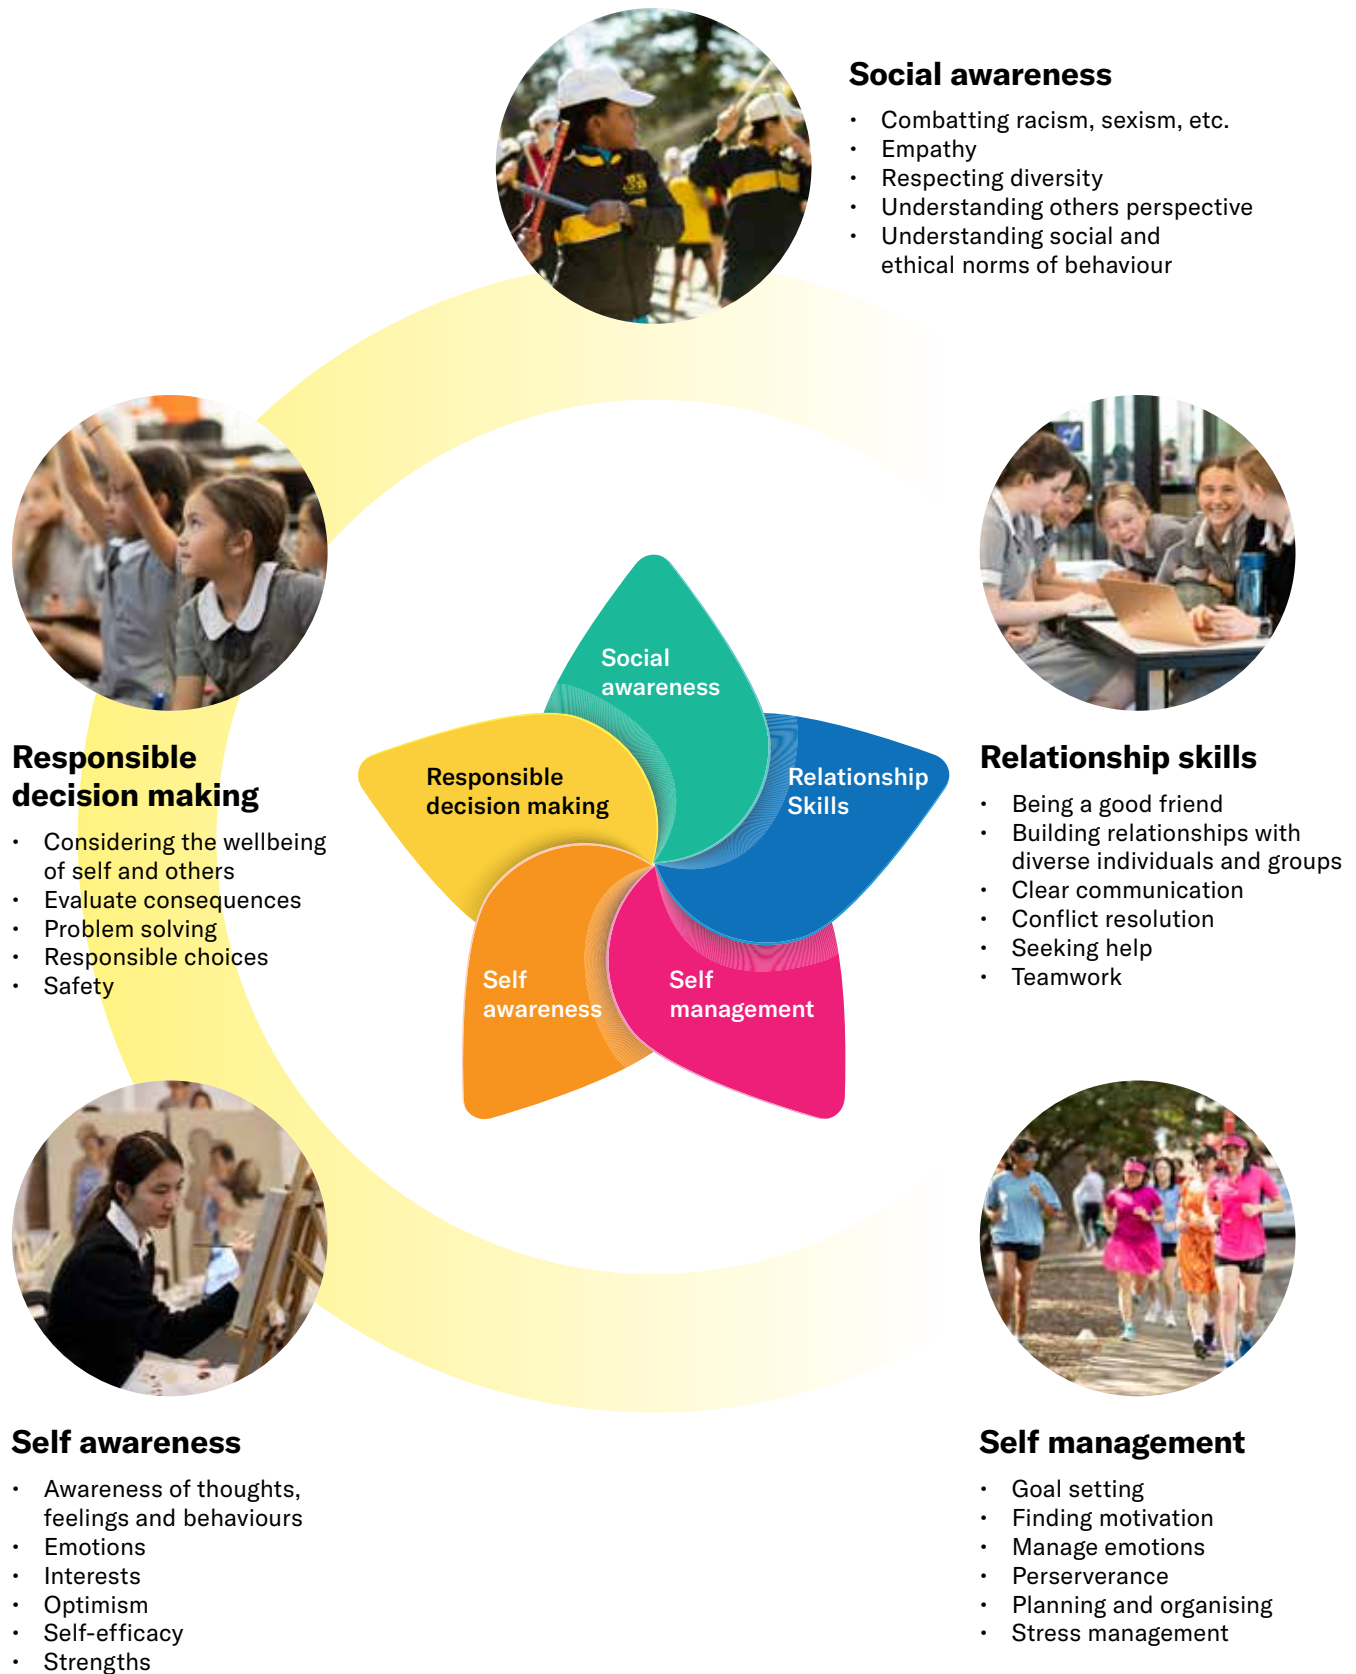 Social awareness
• Combatting racism, sexism, etc.
• Empathy
• Respecting diversity
• Understanding others perspective
• Understanding social and
ethical norms of behaviour
Responsible
decision making
• Considering the wellbeing
of self and others
• Evaluate consequences
• Problem solving
• Responsible choices
• Safety
Social
awareness
Responsible
decision making
Relationship
Skills
Self
awareness
Self
management
Relationship skills
• Being a good friend
• Building relationships with
diverse individuals and groups
• Clear communication
• Conflict resolution
• Seeking help
• Teamwork
Self awareness
• Awareness of thoughts,
feelings and behaviours
• Emotions
• Interests
• Optimism
• Self-efficacy
• Strengths
Self management
• Goal setting
• Finding motivation
• Manage emotions
• Perserverance
• Planning and organising
• Stress management